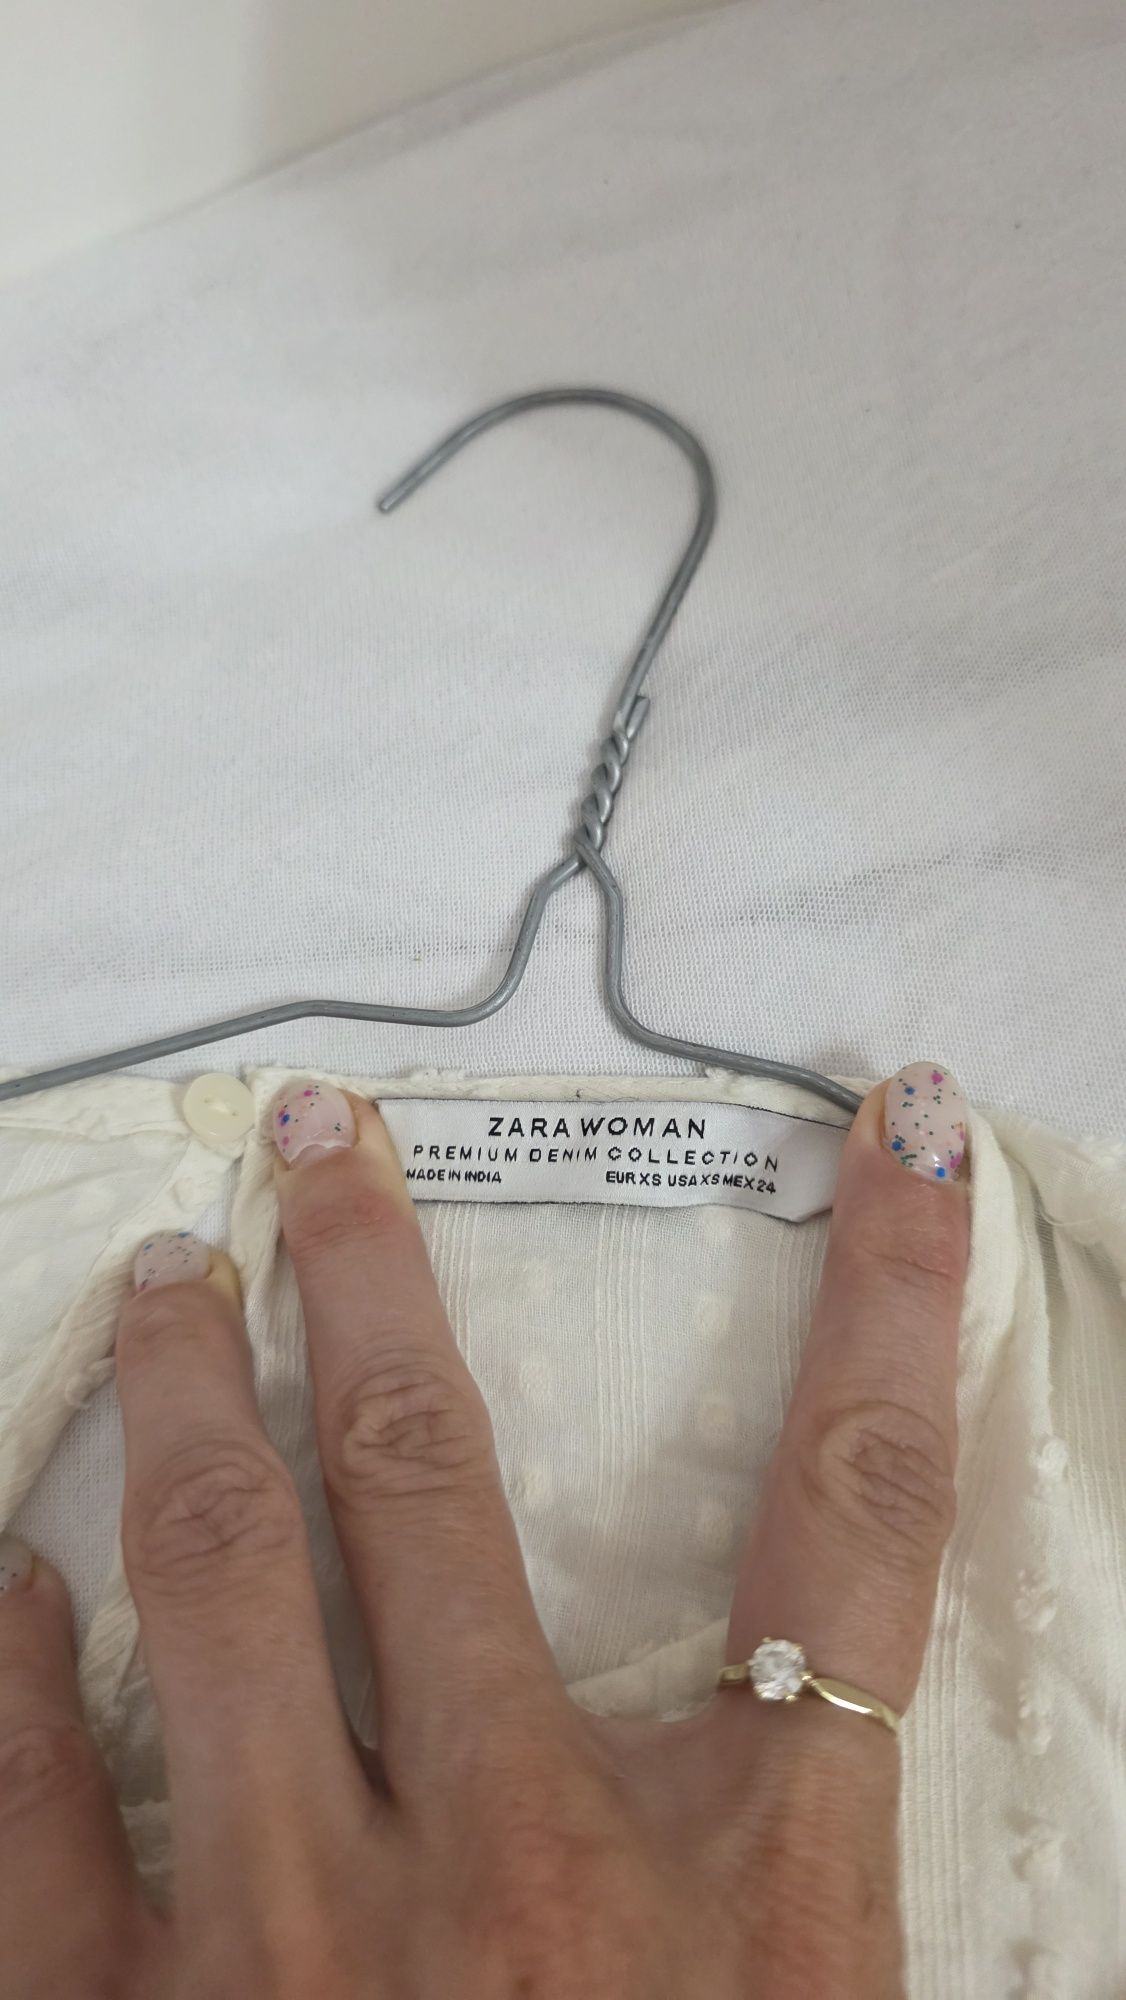 ZARA WOMAN
PREMIUM DENIM COLLECTION
MADE IN INDIA EUR XS USA XS MEX 24